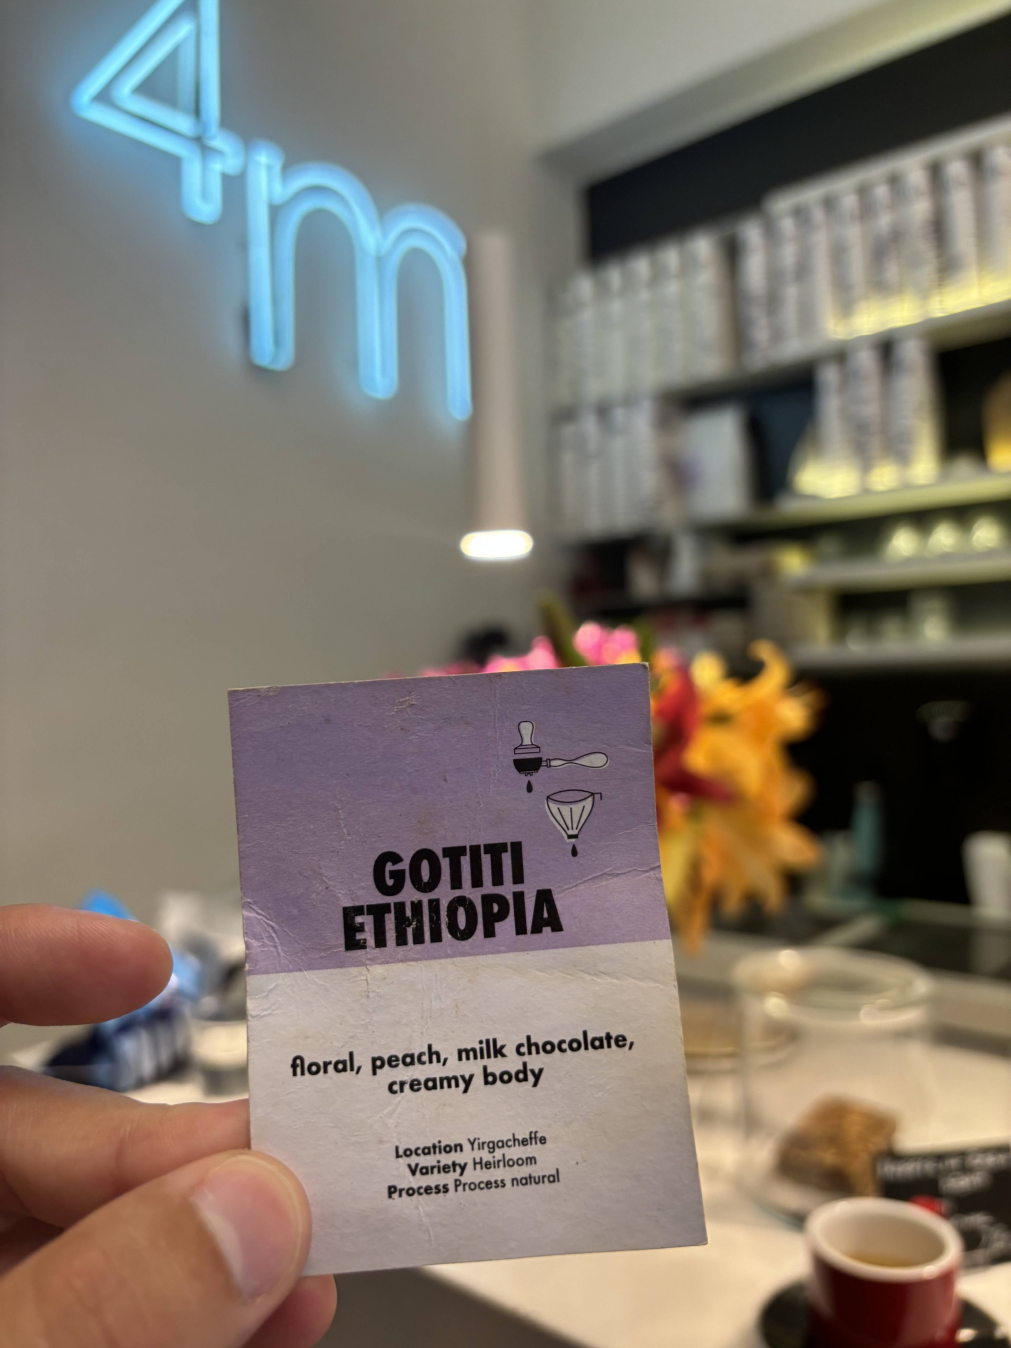 4m
GOTITI
ETHIOPIA
floral, peach, milk chocolate,
creamy body
Location Yirgacheffe
Variety Heirloom
Process Process natural